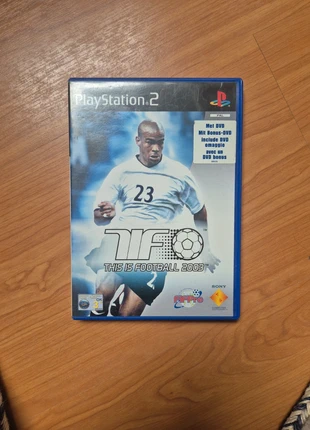 PlayStation 2
Met DVD
Mit Bonus-DVD
Include DVD
omaggio
avec un
DVD bonus
23
TIF
THIS IS FOOTBALL 2003™
SONY